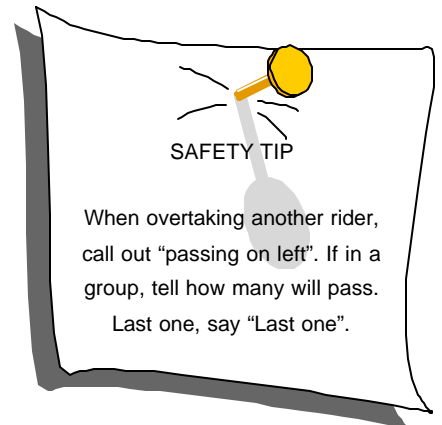 SAFETY TIP
When overtaking another rider,
call out “passing on left”. If in a
group, tell how many will pass.
Last one, say “Last one”.